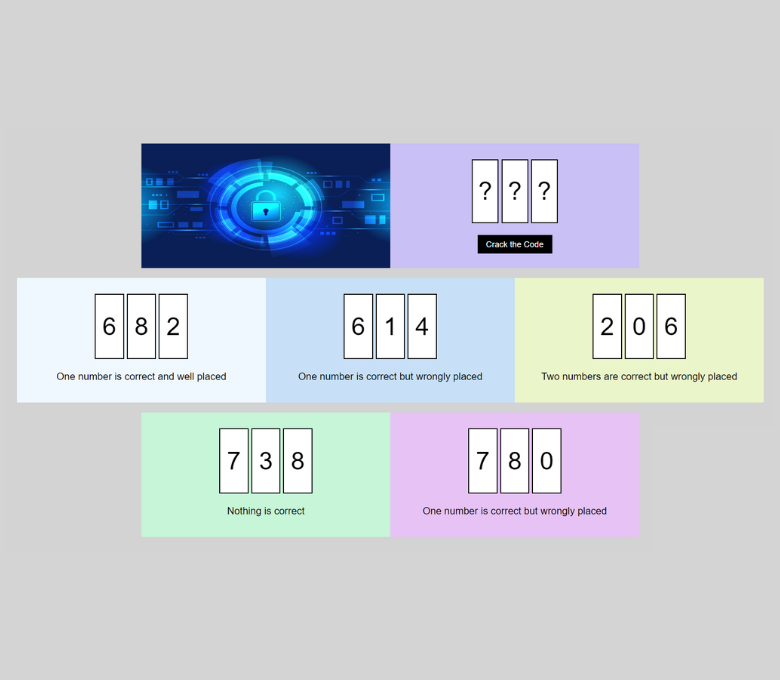 ? ? ?
Crack the Code
6 8 2
One number is correct and well placed
6 1 4
One number is correct but wrongly placed
2 0 6
Two numbers are correct but wrongly placed
7 3 8
Nothing is correct
7 8 0
One number is correct but wrongly placed